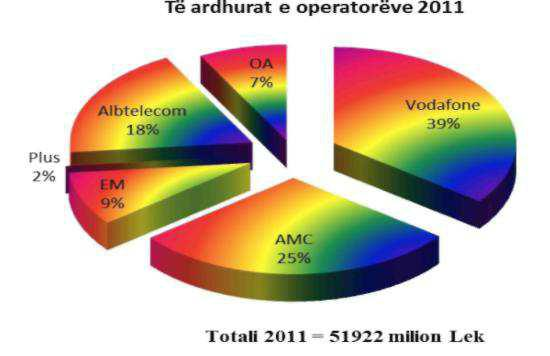 Të ardhurat e operatorëve 2011
OA
7%
Vodafone
39%
Albtelecom
18%
Plus
2%
EM
9%
AMC
25%
Totali 2011 = 51922 milion Lek